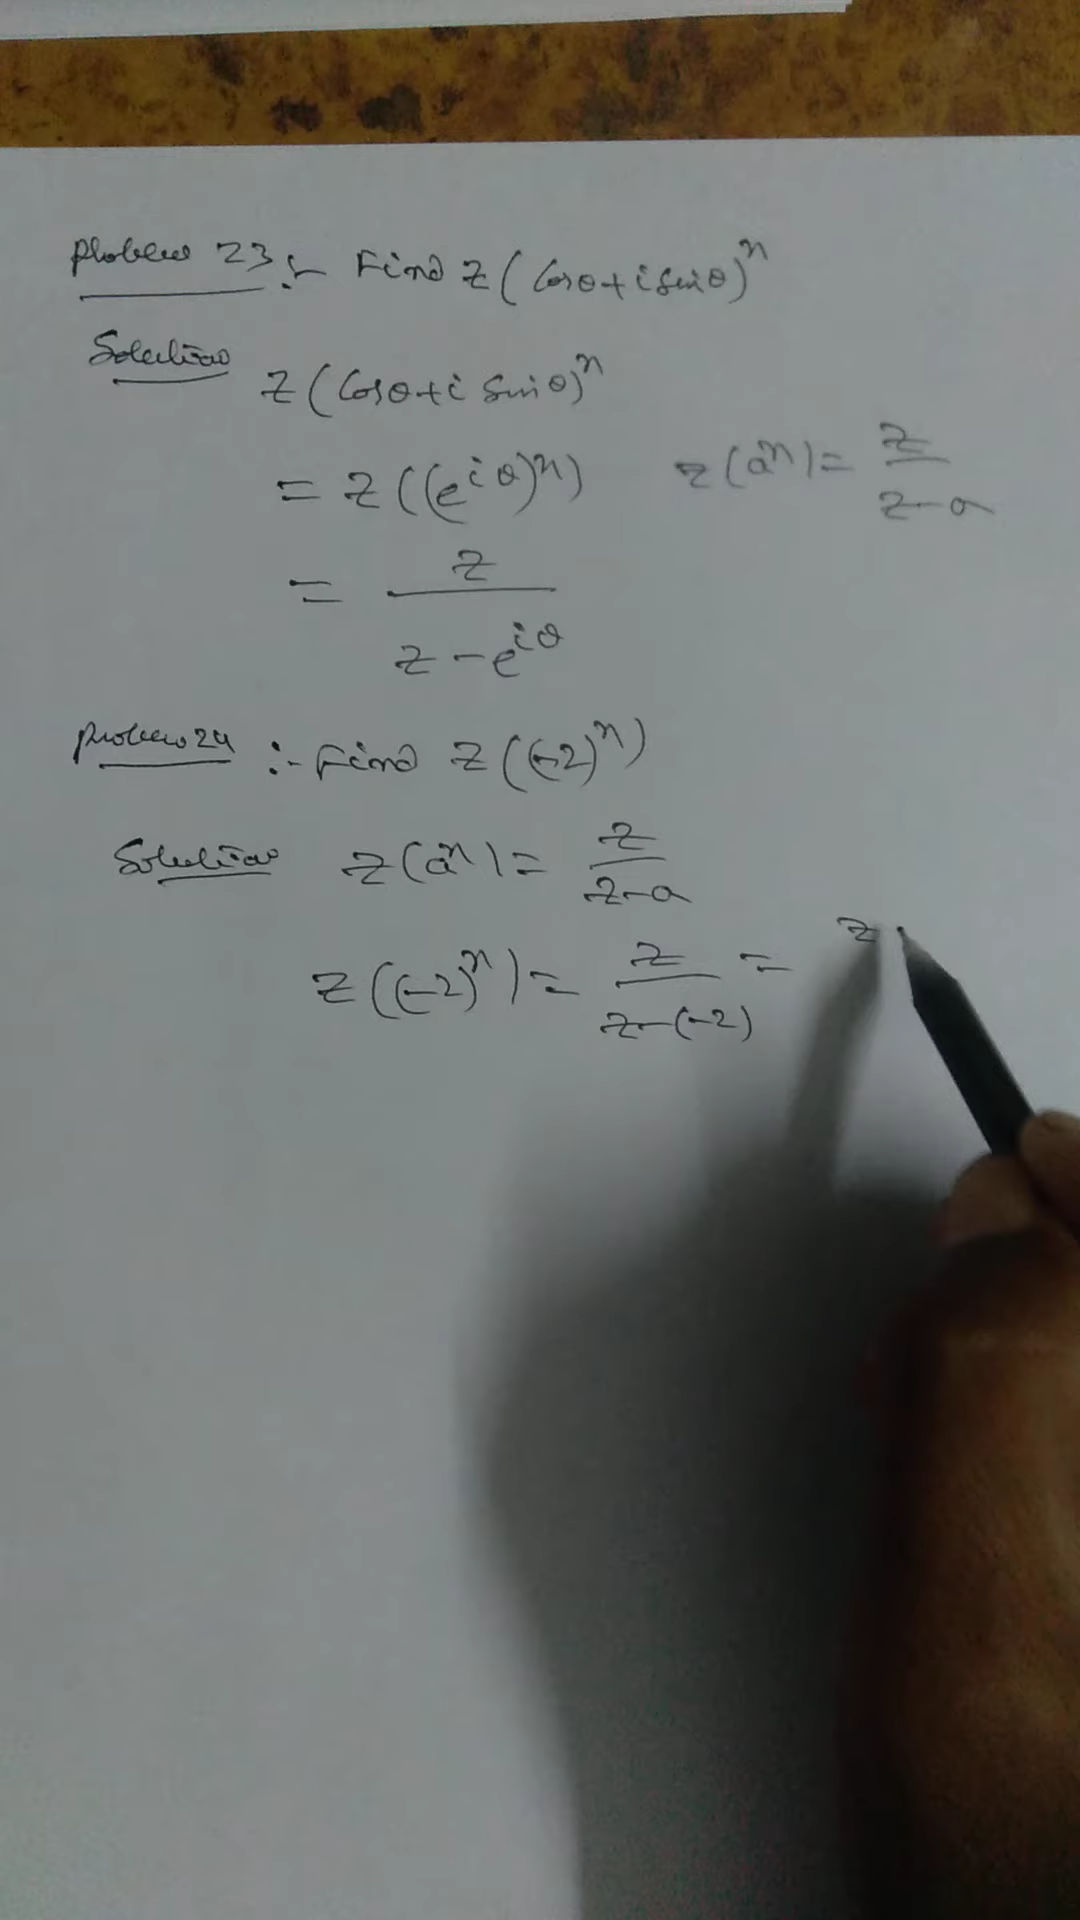 Problem 23 :- Find Z(Cosθ+i Sinθ)^n
Solution
Z(Cosθ+i Sinθ)^n
= Z((e^{iθ})^n)
Z(a^n) = z/(z-a)
= z/(z-e^{iθ})
Problem 24 :- Find Z((-2)^n)
Solution Z(a^n) = z/(z-a)
Z((-2)^n) = z/(z-(-2)) = z